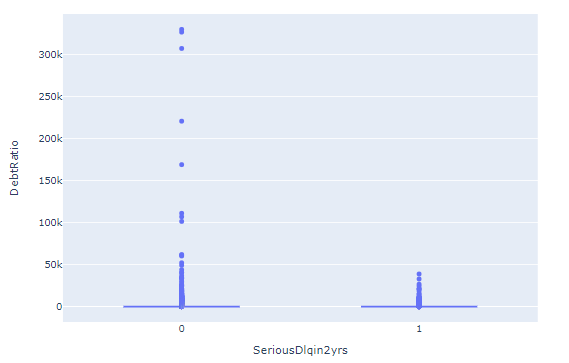 300k
250k
200k
150k
100k
50k
0
DebtRatio
0
1
SeriousDlqin2yrs